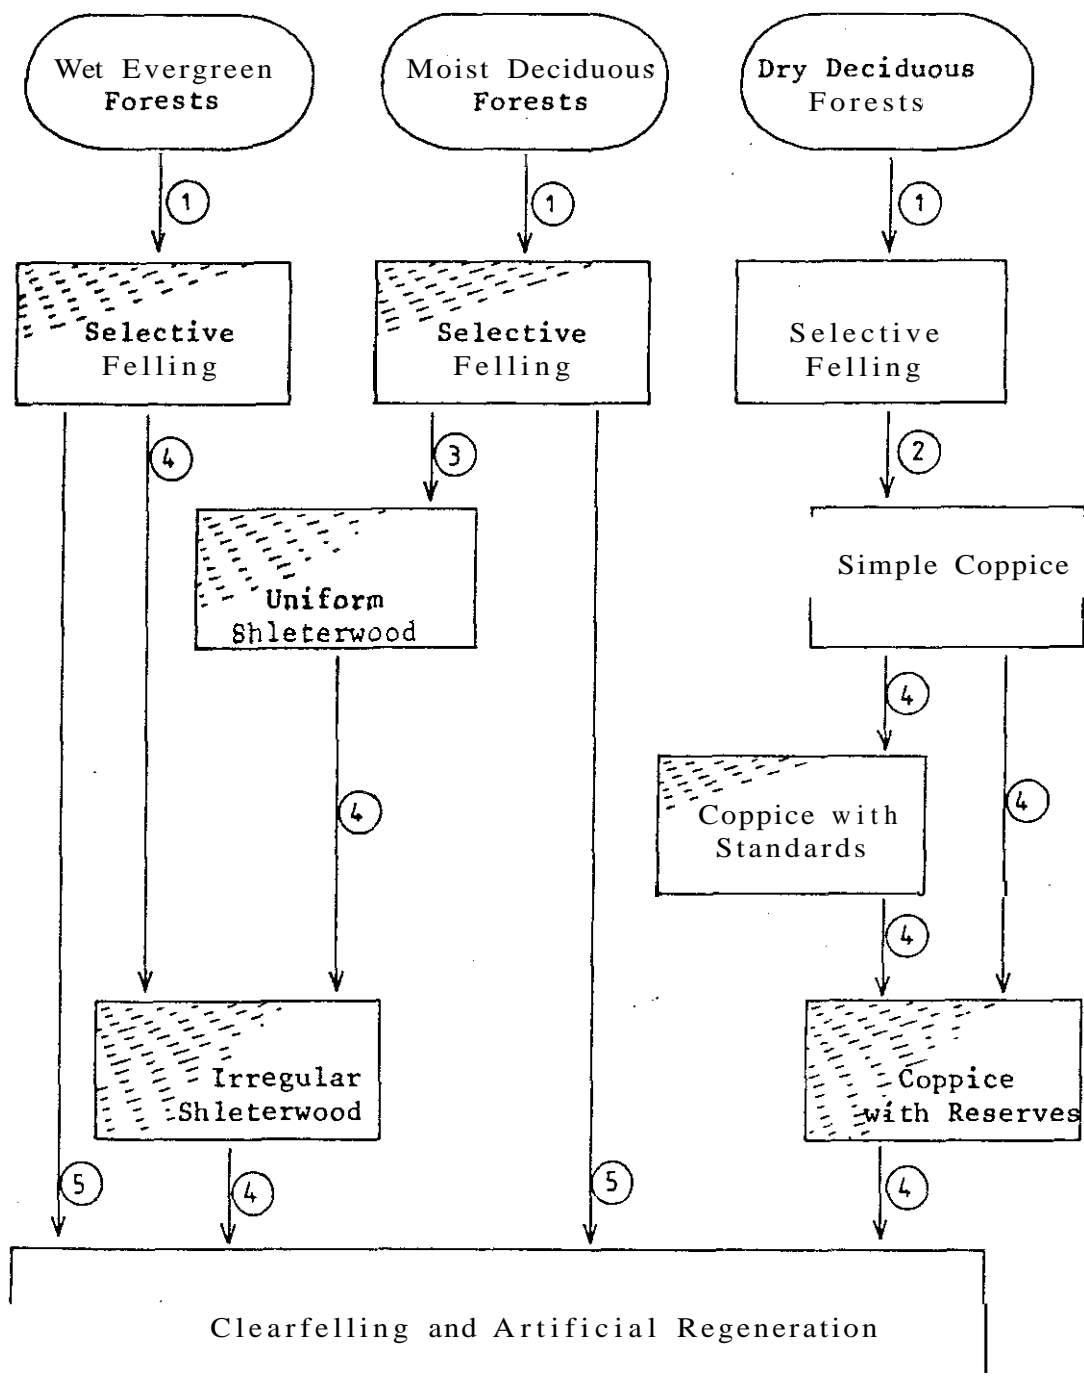 Wet Evergreen
Forests
Moist Deciduous
Forests
Dry Deciduous
Forests
1
1
1
Selective
Felling
Selective
Felling
Selective
Felling
4
3
2
Uniform
Shleterwood
Simple Coppice
4
4
4
Coppice with
Standards
4
Irregular
Shleterwood
Coppice
with Reserves
5
4
5
4
Clearfelling and Artificial Regeneration